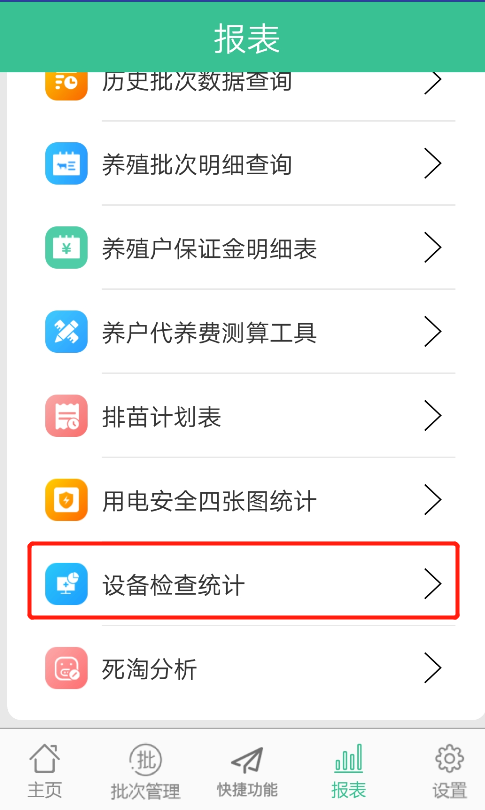 报表
历史批次数据查询
养殖批次明细查询
养殖户保证金明细表
养户代养费测算工具
排苗计划表
用电安全四张图统计
设备检查统计
死淘分析
批
主页
批次管理
快捷功能
报表
设置